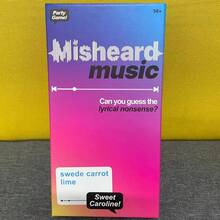 Party
Game!
14+
Misheard
music
Can you guess the
lyrical nonsense?
swede carrot
lime
Sweet
Caroline!